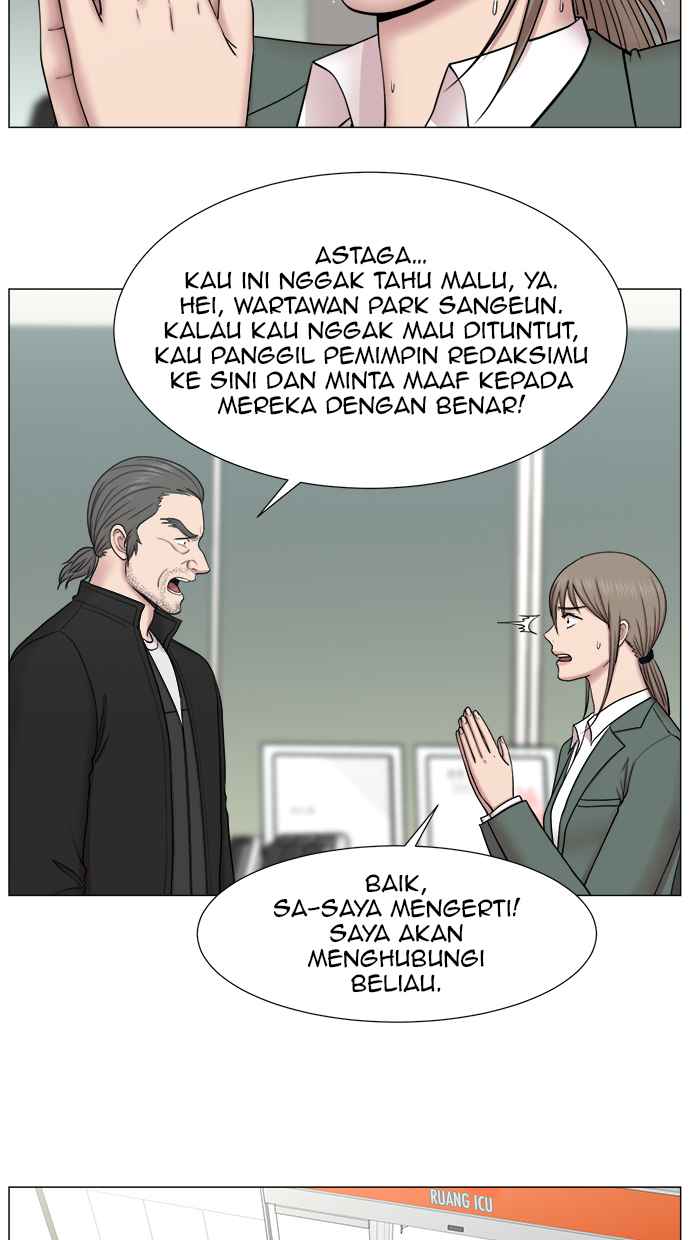 ASTAGA...
KAU INI NGGAK TAHU MALU, YA.
HEI, WARTAWAN PARK SANGEUN.
KALAU KAU NGGAK MAU DITUNTUT,
KAU PANGGIL PEMIMPIN REDAKSIMU
KE SINI DAN MINTA MAAF KEPADA
MEREKA DENGAN BENAR!
BAIK,
SA-SAYA MENGERTI!
SAYA AKAN
MENGHUBUNGI
BELIAU.
RUANG ICU